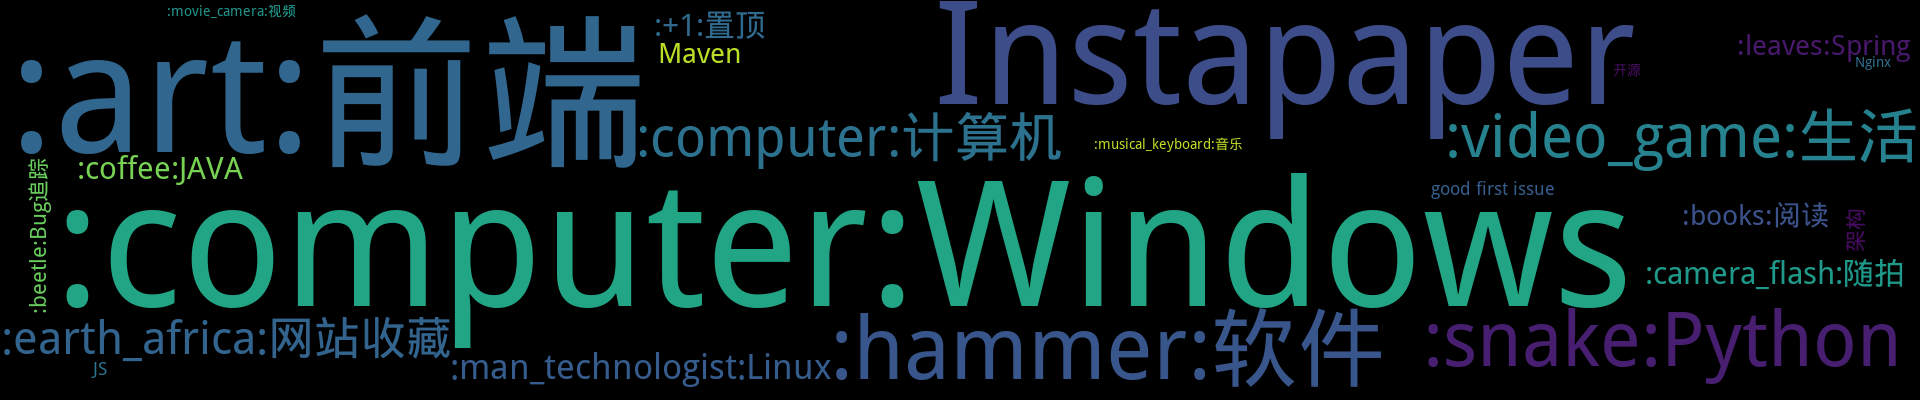 :movie_camera:视频
:art:前端
:+1:置顶
Maven
Instapaper
:leaves:Spring
Nginx
开源
:computer:计算机
:musical_keyboard:音乐
:video_game:生活
:coffee:JAVA
:beetle:Bug追踪
:computer:Windows
good first issue
:books:阅读
架构
:camera_flash:随拍
:earth_africa:网站收藏
JS
:man_technologist:Linux
:hammer:软件
:snake:Python